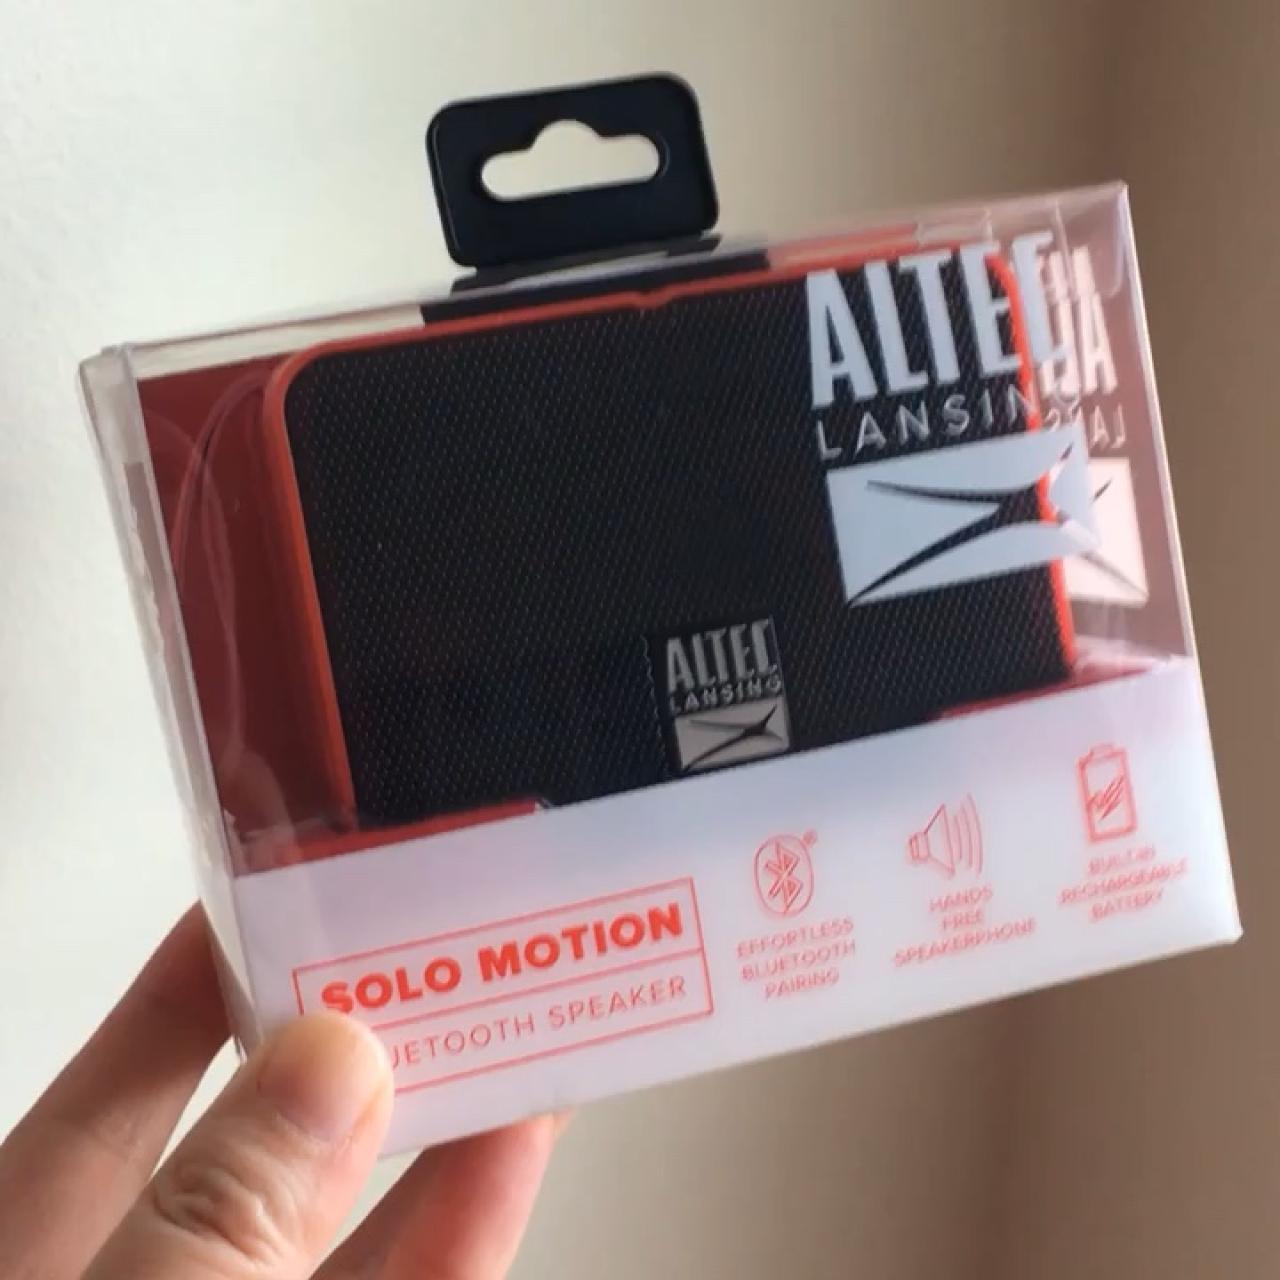 ALTEC
LANSING
ALTEC
LANSING
SOLO MOTION
UETOOTH SPEAKER
EFFORTLESS
BLUETOOTH
PAIRING
HANDS
FREE
SPEAKERPHONE
BUILT-IN
RECHARGEABLE
BATTERY